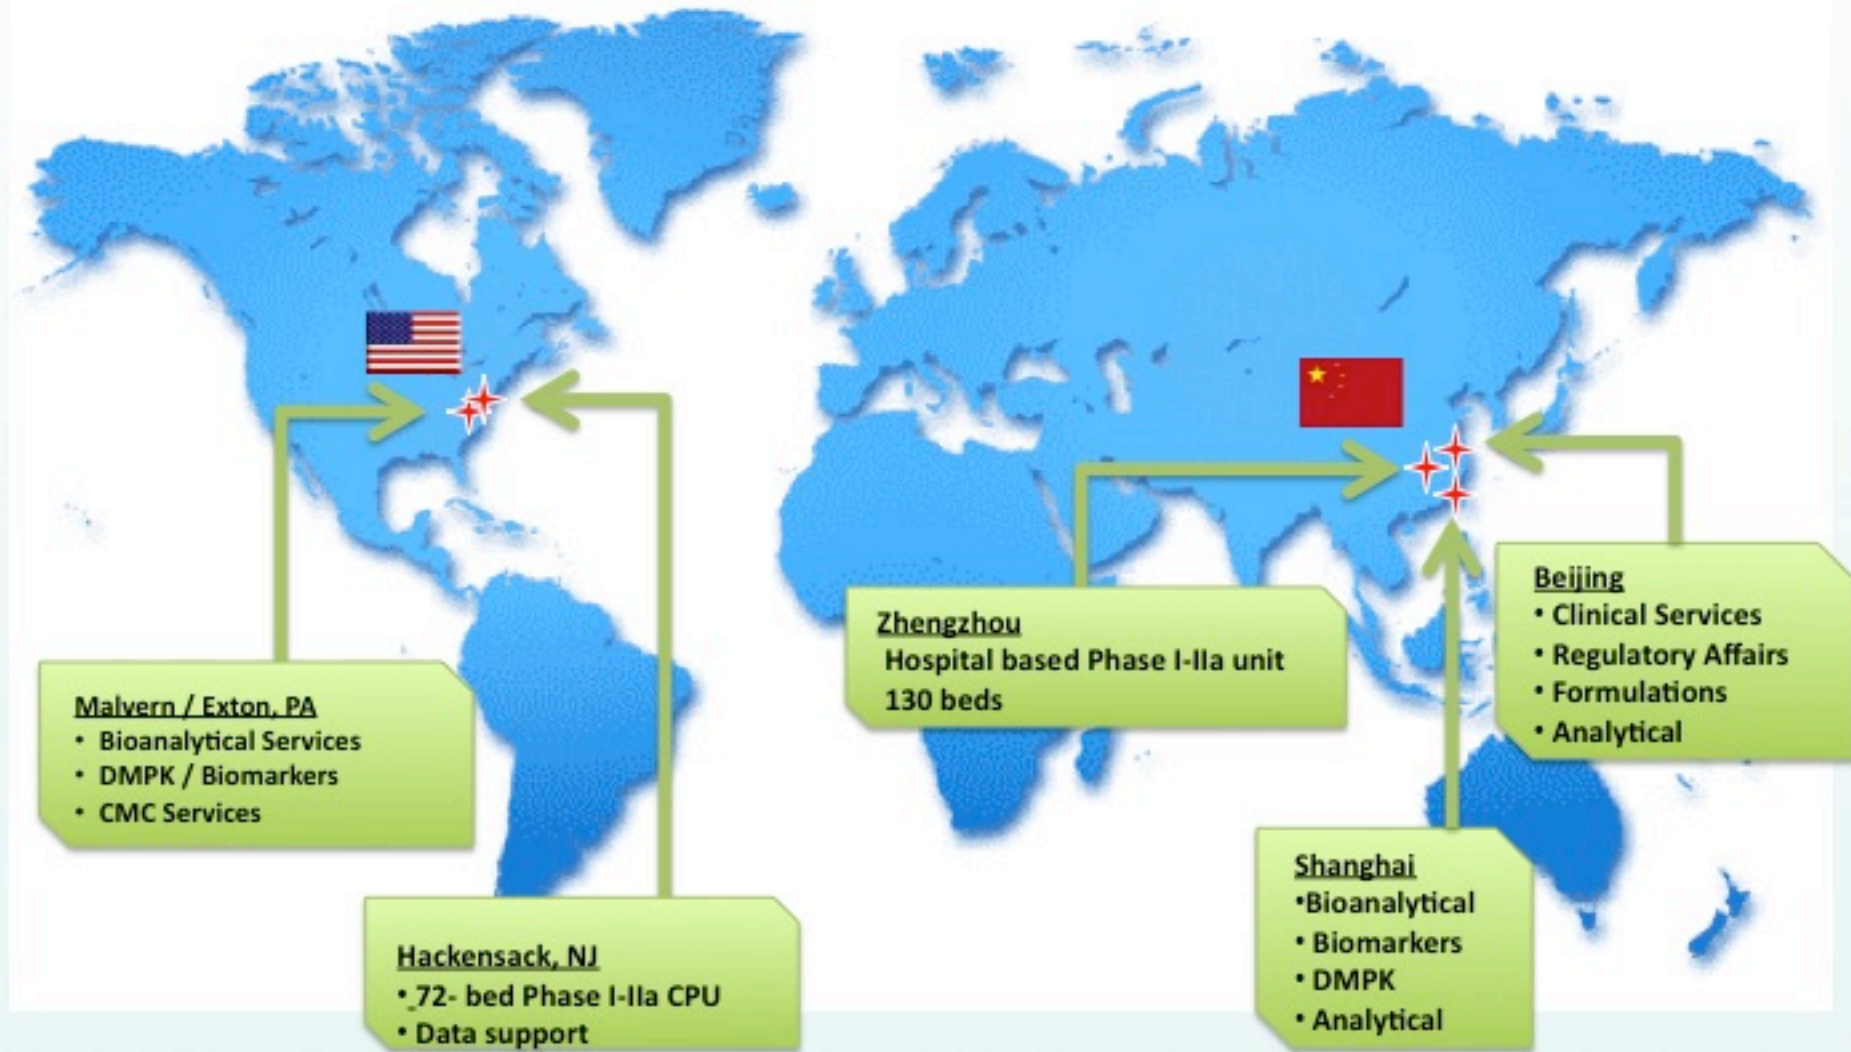 Malvern / Exton, PA
• Bioanalytical Services
• DMPK / Biomarkers
• CMC Services
Hackensack, NJ
• 72- bed Phase I-IIa CPU
• Data support
Zhengzhou
Hospital based Phase I-IIa unit
130 beds
Beijing
• Clinical Services
• Regulatory Affairs
• Formulations
• Analytical
Shanghai
•Bioanalytical
• Biomarkers
• DMPK
• Analytical